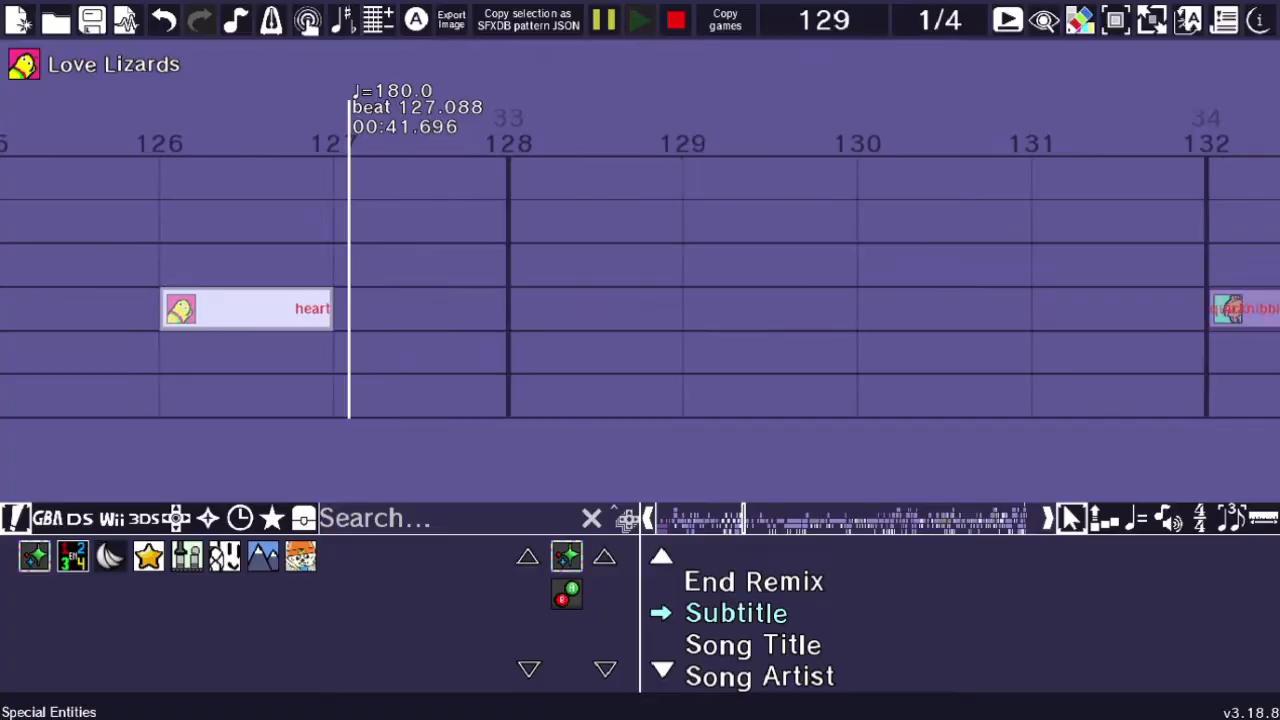 Export
Image
Copy selection as
SFXDB pattern JSON
Copy
games
129
1/4
Love Lizards
♩=180.0
beat 127.088
00:41.696
33
34
126
127
128
129
130
131
132
heart
GBA DS Wii 3DS
Search...
End Remix
Subtitle
Song Title
Song Artist
Special Entities
v3.18.8